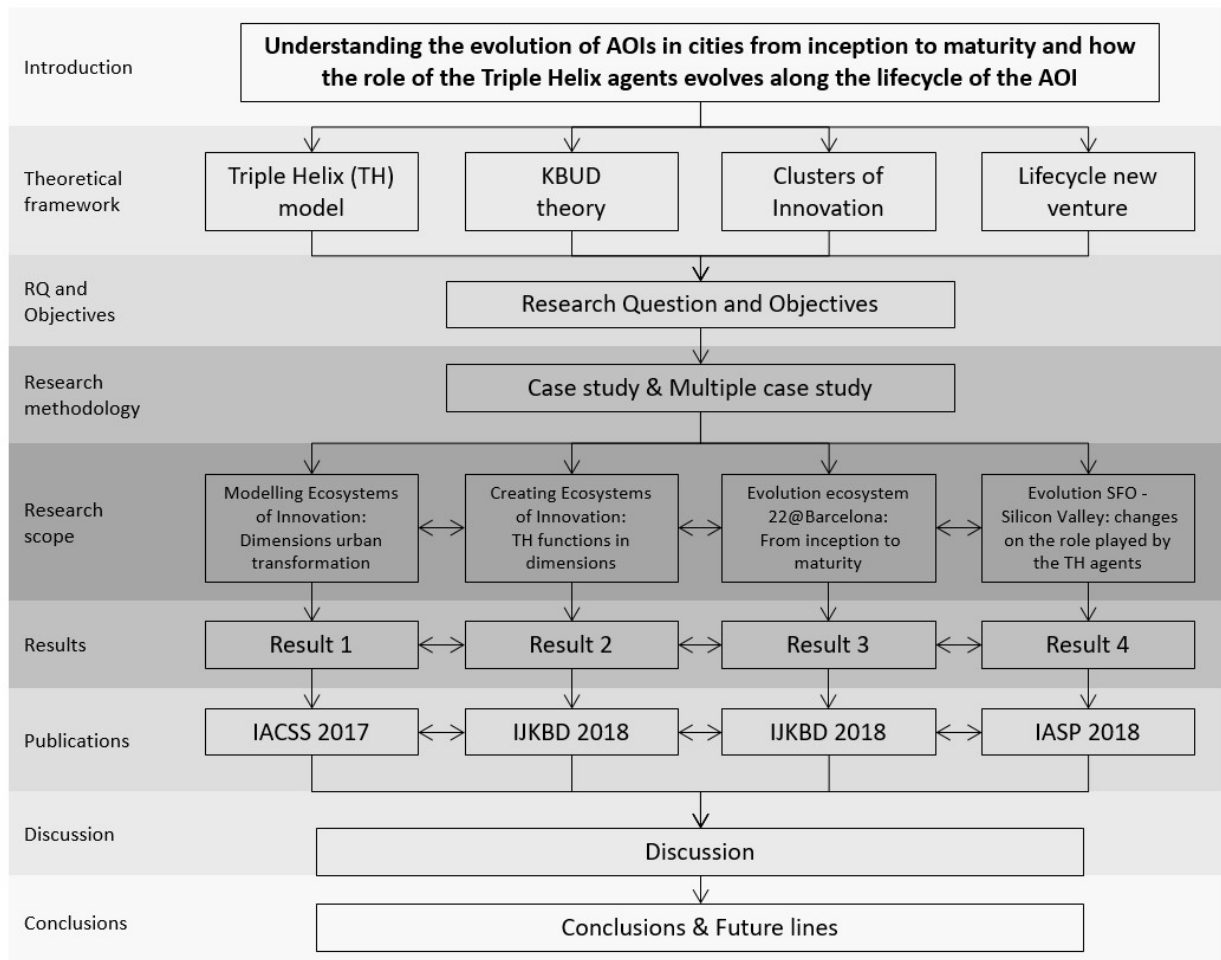 Introduction
Understanding the evolution of AOIs in cities from inception to maturity and how
the role of the Triple Helix agents evolves along the lifecycle of the AOI
Theoretical
framework
Triple Helix (TH)
model
KBUD
theory
Clusters of
Innovation
Lifecycle new
venture
RQ and
Objectives
Research Question and Objectives
Research
methodology
Case study & Multiple case study
Research
scope
Modelling Ecosystems
of Innovation:
Dimensions urban
transformation
Creating Ecosystems
of Innovation:
TH functions in
dimensions
Evolution ecosystem
22@Barcelona:
From inception to
maturity
Evolution SFO -
Silicon Valley: changes
on the role played by
the TH agents
Results
Result 1
Result 2
Result 3
Result 4
Publications
IACSS 2017
IJKBD 2018
IJKBD 2018
IASP 2018
Discussion
Discussion
Conclusions
Conclusions & Future lines